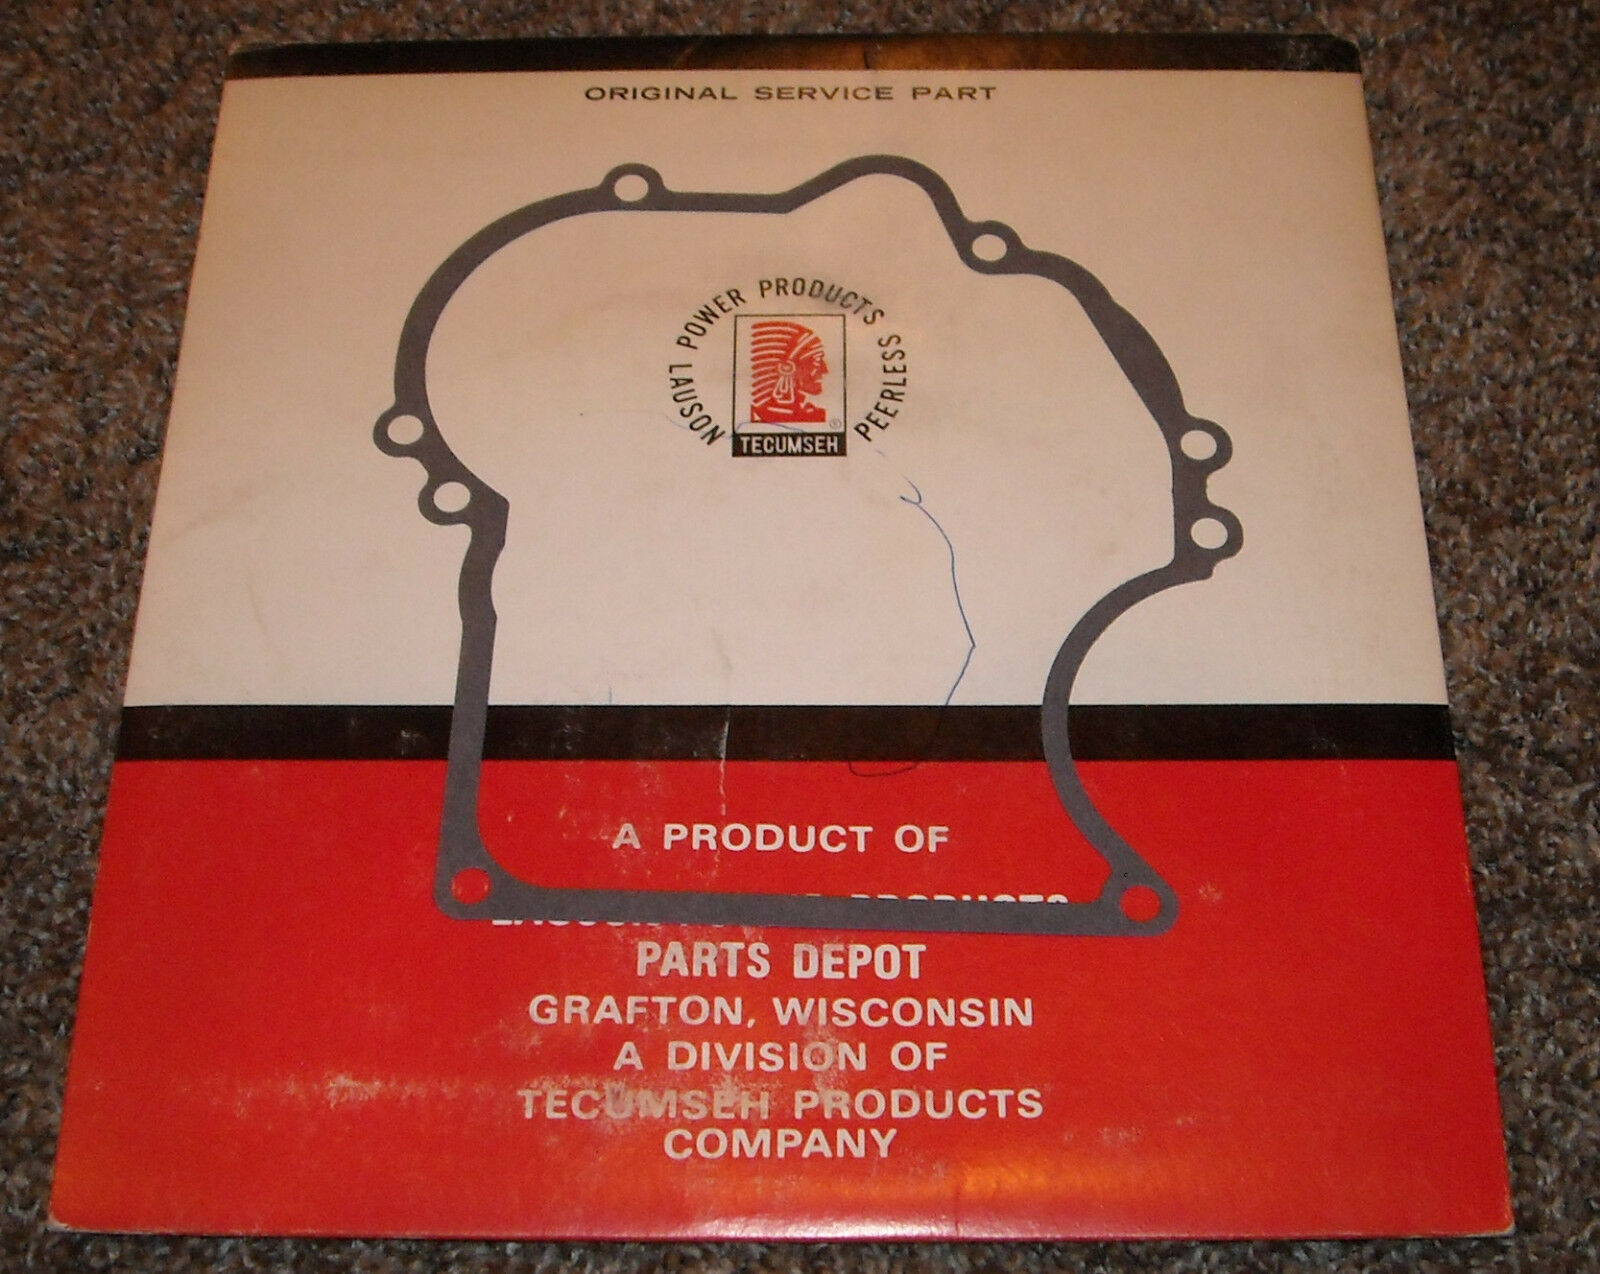 ORIGINAL SERVICE PART
LAUSON POWER PRODUCTS PEERLESS
®
TECUMSEH
A PRODUCT OF
PRODUCTS
PARTS DEPOT
GRAFTON, WISCONSIN
A DIVISION OF
TECUMSEH PRODUCTS
COMPANY